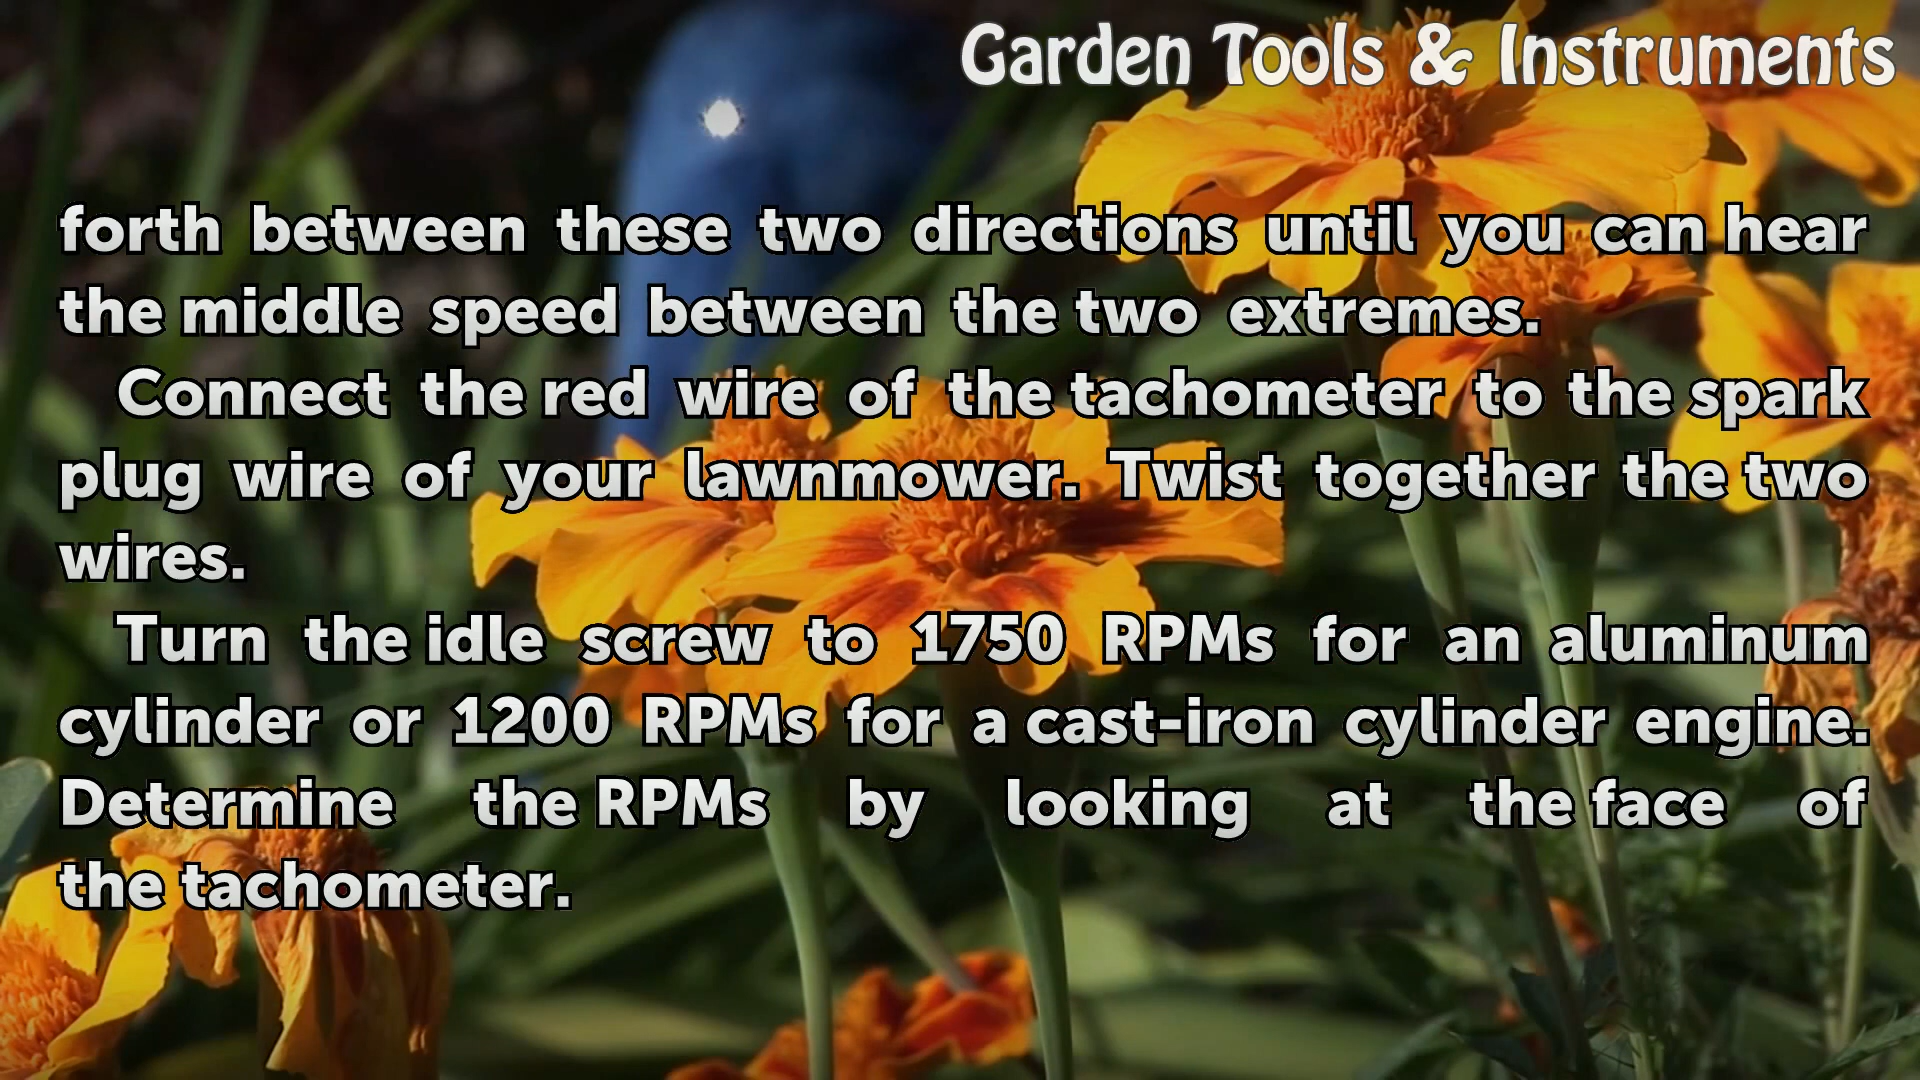 Garden Tools & Instruments
forth between these two directions until you can hear
the middle speed between the two extremes.
Connect the red wire of the tachometer to the spark
plug wire of your lawnmower. Twist together the two
wires.
Turn the idle screw to 1750 RPMs for an aluminum
cylinder or 1200 RPMs for a cast-iron cylinder engine.
Determine the RPMs by looking at the face of
the tachometer.